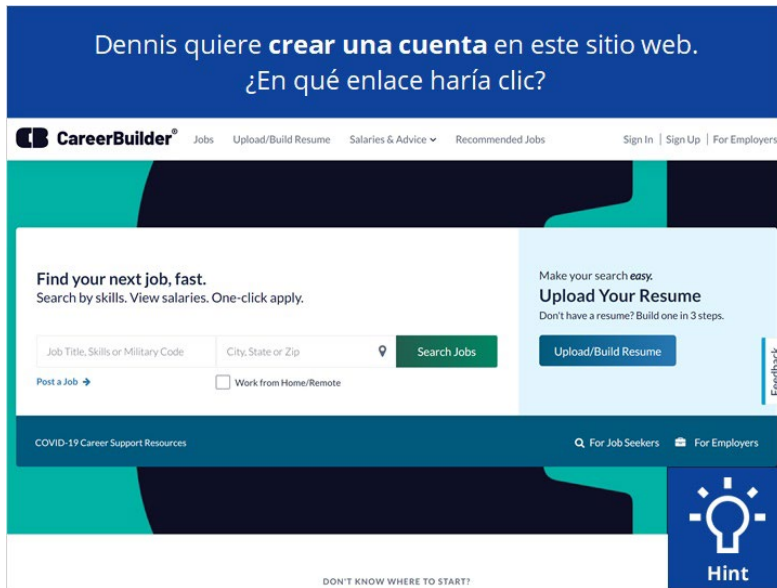 Dennis quiere crear una cuenta en este sitio web.
¿En qué enlace haría clic?
CB CareerBuilder® Jobs Upload/Build Resume Salaries & Advice Recommended Jobs Sign In | Sign Up | For Employers
Find your next job, fast.
Search by skills. View salaries. One-click apply.
Job Title, Skills or Military Code City, State or Zip Search Jobs
Post a Job → Work from Home/Remote
Make your search easy.
Upload Your Resume
Don't have a resume? Build one in 3 steps.
Upload/Build Resume
Feedback
COVID-19 Career Support Resources For Job Seekers For Employers
Hint
DON'T KNOW WHERE TO START?